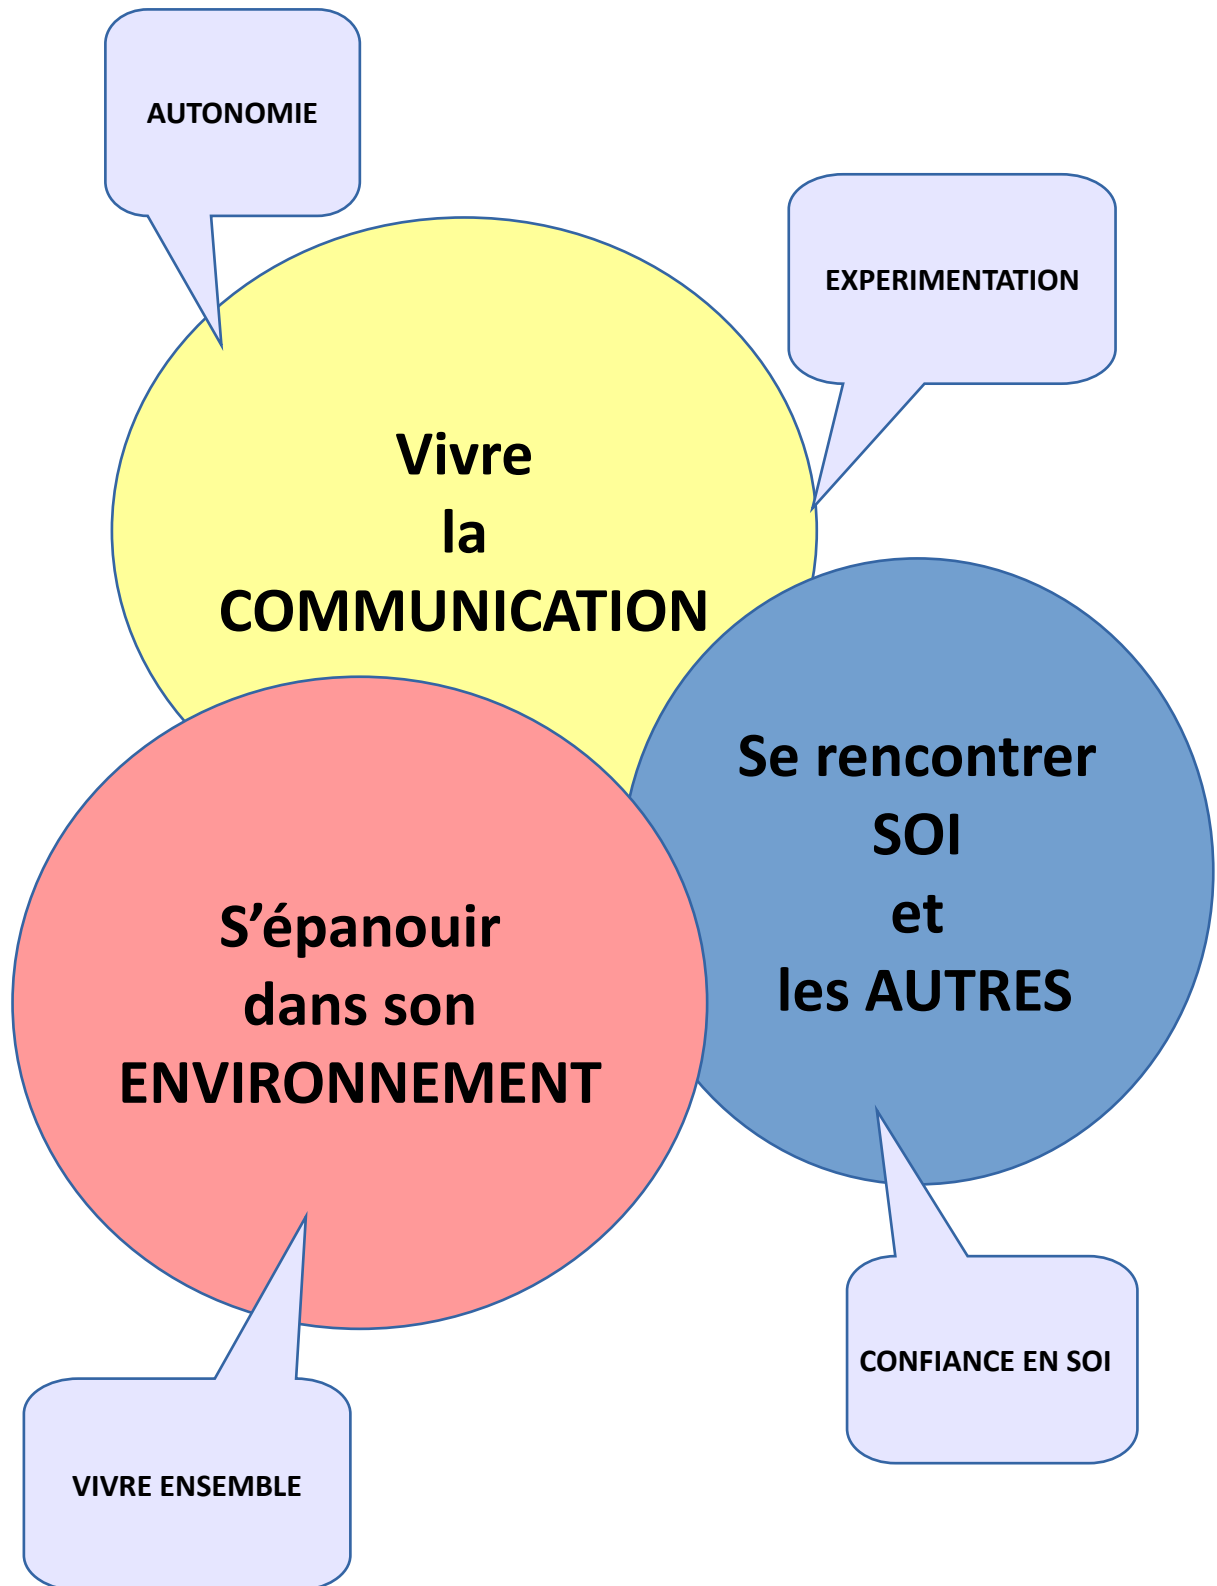 AUTONOMIE
EXPERIMENTATION
Vivre
la
COMMUNICATION
Se rencontrer
SOI
et
les AUTRES
S’épanouir
dans son
ENVIRONNEMENT
CONFIANCE EN SOI
VIVRE ENSEMBLE